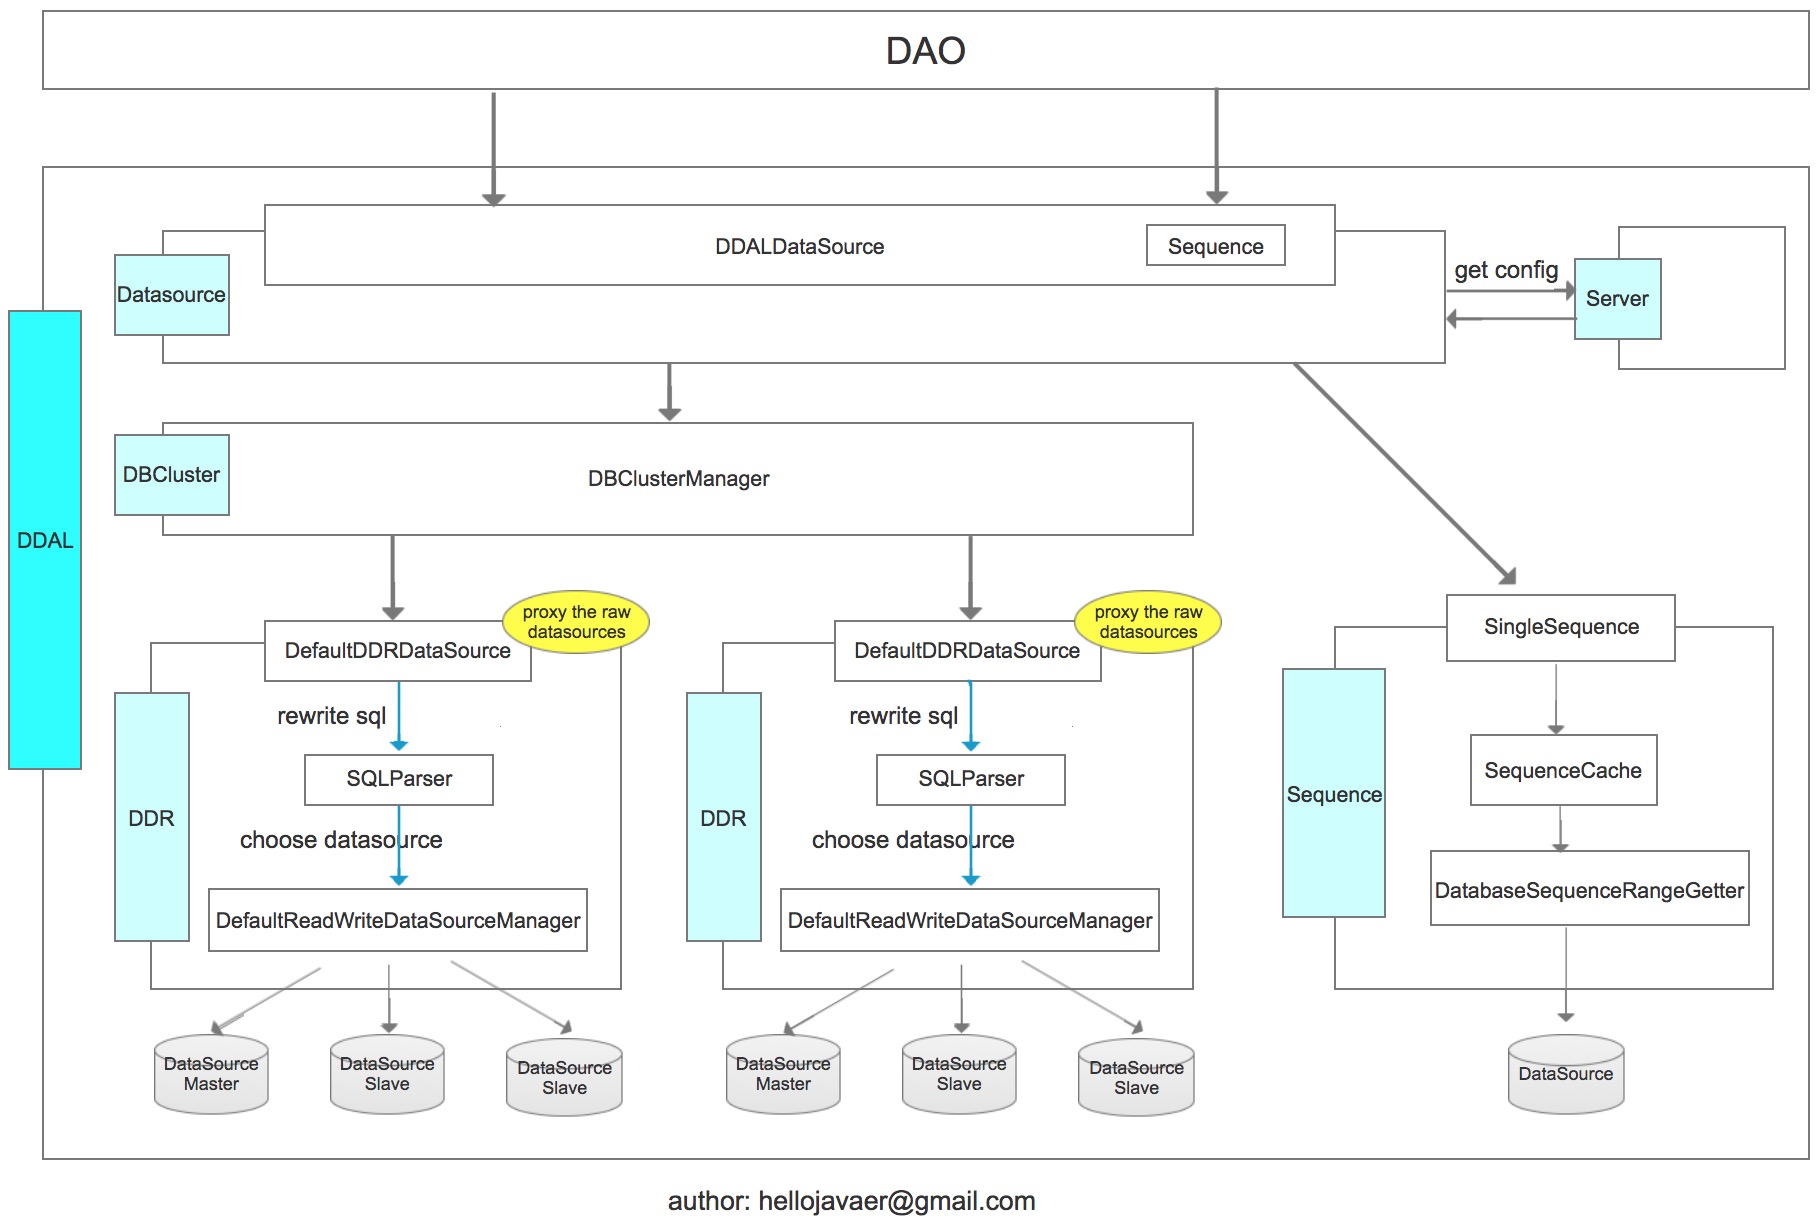 DAO
DDALDataSource
Sequence
get config
Datasource
Server
DBCluster
DBClusterManager
DDAL
proxy the raw
datasources
DefaultDDRDataSource
rewrite sql
SQLParser
DDR
choose datasource
DefaultReadWriteDataSourceManager
DataSource
Master
DataSource
Slave
DataSource
Slave
proxy the raw
datasources
DefaultDDRDataSource
rewrite sql
SQLParser
DDR
choose datasource
DefaultReadWriteDataSourceManager
DataSource
Master
DataSource
Slave
DataSource
Slave
SingleSequence
SequenceCache
Sequence
DatabaseSequenceRangeGetter
DataSource
author: hellojavaer@gmail.com